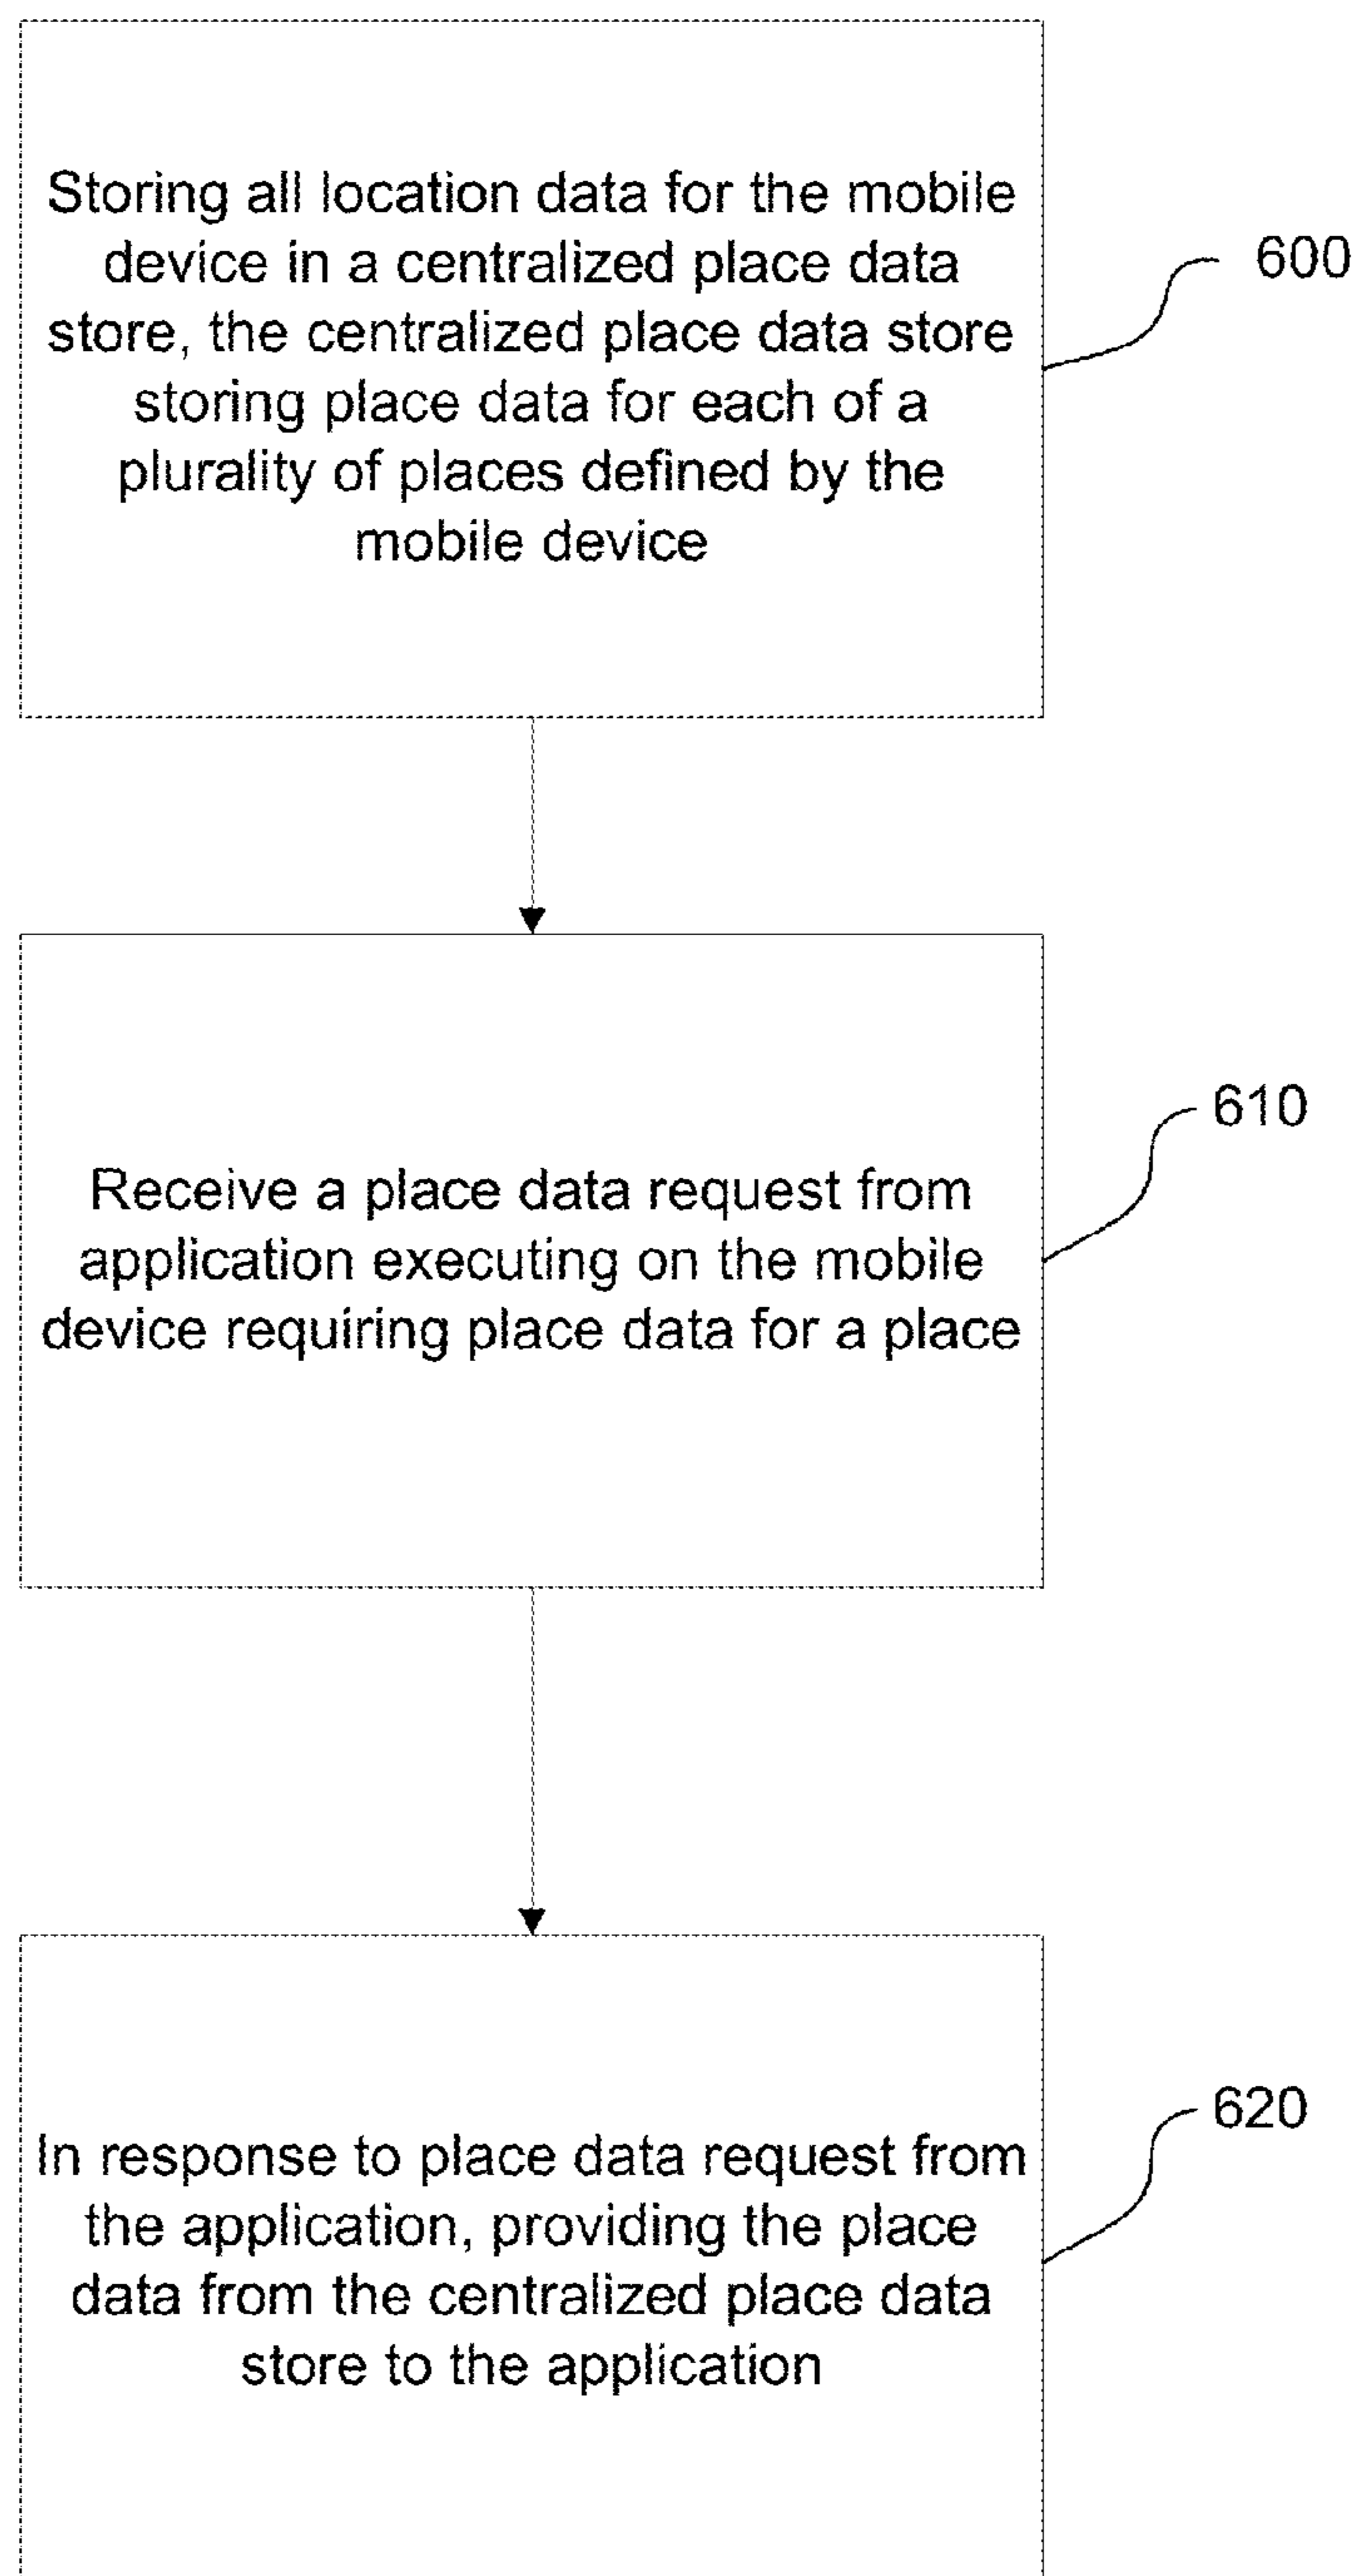 Storing all location data for the mobile
device in a centralized place data
store, the centralized place data store
storing place data for each of a
plurality of places defined by the
mobile device
600
Receive a place data request from
application executing on the mobile
device requiring place data for a place
610
In response to place data request from
the application, providing the place
data from the centralized place data
store to the application
620